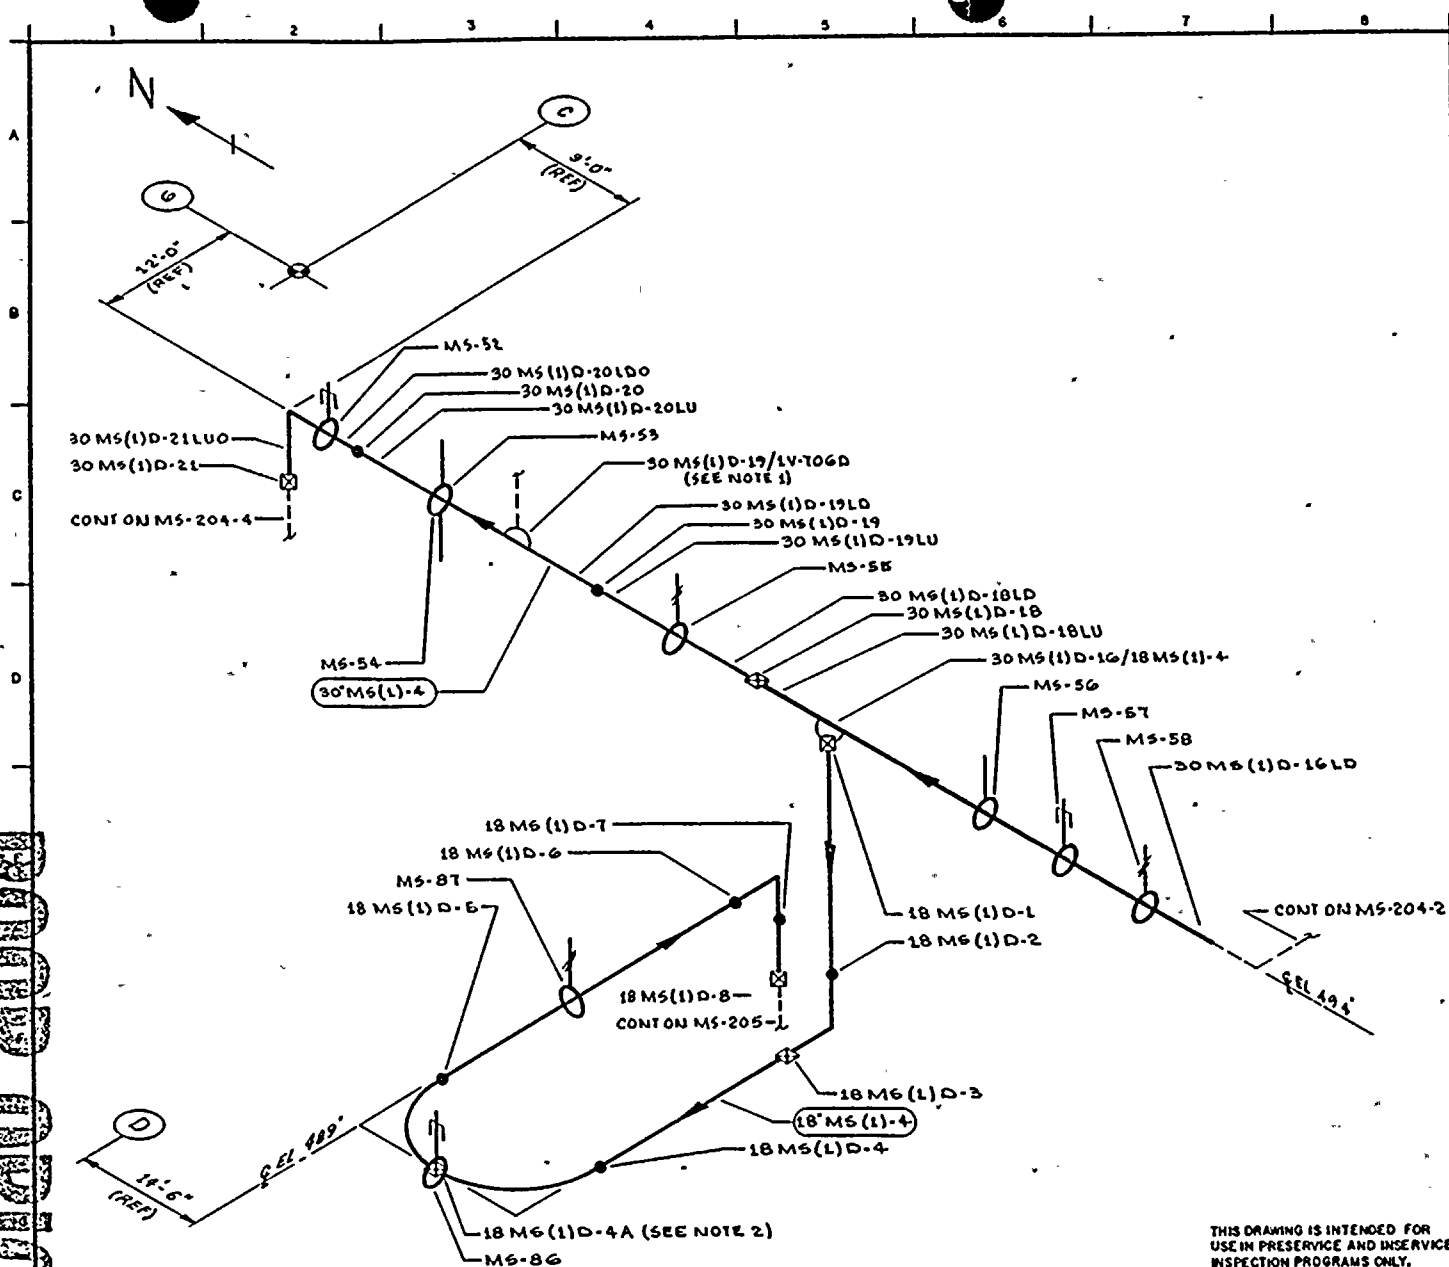 1 2 3 4 5 6 7 8
A
B
C
D
N
C
9'-0"
(REF)
6
12'-0"
(REF)
MS-52
30 MS(1)D-20LDO
30 MS(1)D-20
30 MS(1)D-20LU
MS-53
30 MS(1)D-21LUO
30 MS(1)D-21
CONT ON MS-204-4
30 MS(1)D-19/1V-706D
(SEE NOTE 1)
30 MS(1)D-19LD
30 MS(1)D-19
30 MS(1)D-19LU
MS-55
30 MS(1)D-18LD
30 MS(1)D-18
30 MS(1)D-18LU
30 MS(1)D-16/18MS(1)-4
MS-54
30"MS(1)-4
MS-56
MS-57
MS-58
30 MS(1)D-16LD
18 MS(1)D-7
18 MS(1)D-6
MS-87
18 MS(1)D-5
18 MS(1)D-1
18 MS(1)D-2
CONT ON MS-204-2
℄ EL 494'
18 MS(1)D-8
CONT ON MS-205
18 MS(1)D-3
18"MS(1)-4
18 MS(1)D-4
D
℄ EL 489'
14'-6"
(REF)
18 MS(1)D-4A (SEE NOTE 2)
MS-86
THIS DRAWING IS INTENDED FOR
USE IN PRESERVICE AND INSERVICE
INSPECTION PROGRAMS ONLY.